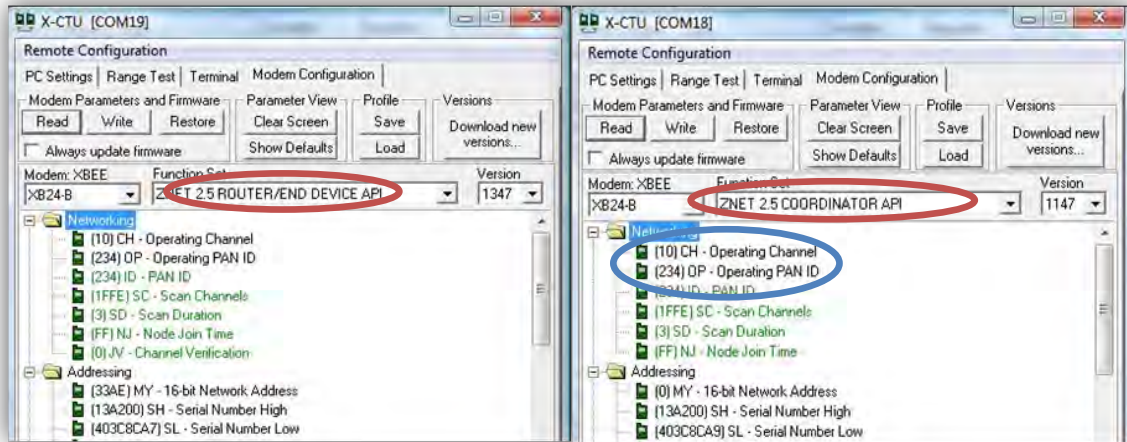 X-CTU [COM19]
Remote Configuration
PC Settings Range Test Terminal Modem Configuration
Modem Parameters and Firmware Parameter View Profile Versions
Read Write Restore Clear Screen Save Download new versions...
Always update firmware Show Defaults Load
Modem: XBEE Function Set Version
XB24-B ZNET 2.5 ROUTER/END DEVICE API 1347
Networking
(10) CH - Operating Channel
(234) OP - Operating PAN ID
(234) ID - PAN ID
(1FFE) SC - Scan Channels
(3) SD - Scan Duration
(FF) NJ - Node Join Time
(0) JV - Channel Verification
Addressing
(33AE) MY - 16-bit Network Address
(13A200) SH - Serial Number High
(403C8CA7) SL - Serial Number Low
X-CTU [COM18]
Remote Configuration
PC Settings Range Test Terminal Modem Configuration
Modem Parameters and Firmware Parameter View Profile Versions
Read Write Restore Clear Screen Save Download new versions...
Always update firmware Show Defaults Load
Modem: XBEE Function Set Version
XB24-B ZNET 2.5 COORDINATOR API 1147
Networking
(10) CH - Operating Channel
(234) OP - Operating PAN ID
(234) ID - PAN ID
(1FFE) SC - Scan Channels
(3) SD - Scan Duration
(FF) NJ - Node Join Time
Addressing
(0) MY - 16-bit Network Address
(13A200) SH - Serial Number High
(403C8CA9) SL - Serial Number Low